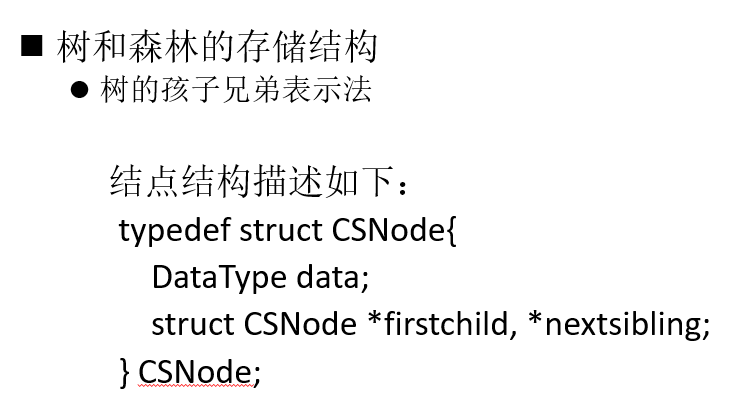 ■ 树和森林的存储结构
● 树的孩子兄弟表示法
结点结构描述如下：
typedef struct CSNode{
DataType data;
struct CSNode *firstchild, *nextsibling;
} CSNode;